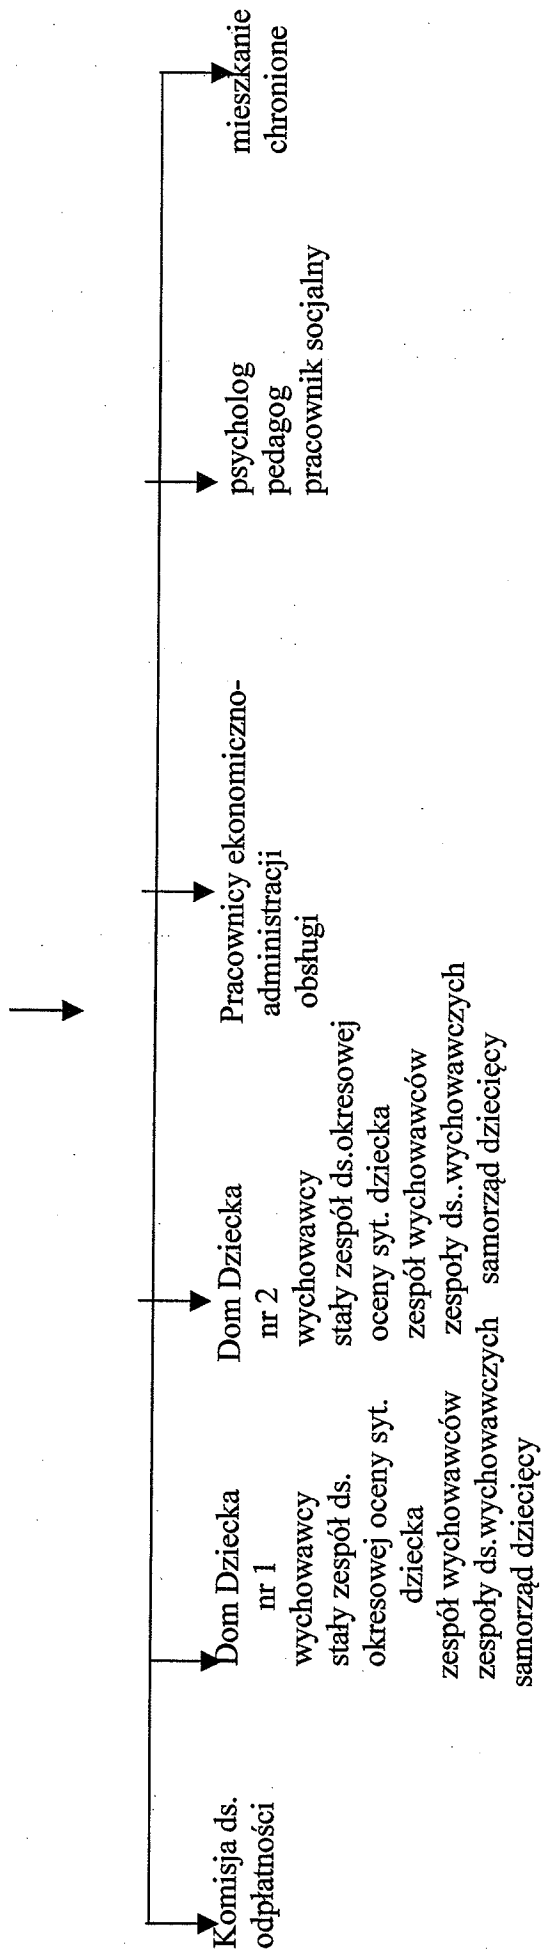 Komisja ds.
odpłatności
Dom Dziecka
nr 1
wychowawcy
stały zespół ds.
okresowej oceny syt.
dziecka
zespół wychowawców
zespoły ds.wychowawczych
samorząd dziecięcy
Dom Dziecka
nr 2
wychowawcy
stały zespół ds.okresowej
oceny syt. dziecka
zespół wychowawców
zespoły ds..wychowawczych
samorząd dziecięcy
Pracownicy ekonomiczno-
administracji
obsługi
psycholog
pedagog
pracownik socjalny
mieszkanie
chronione